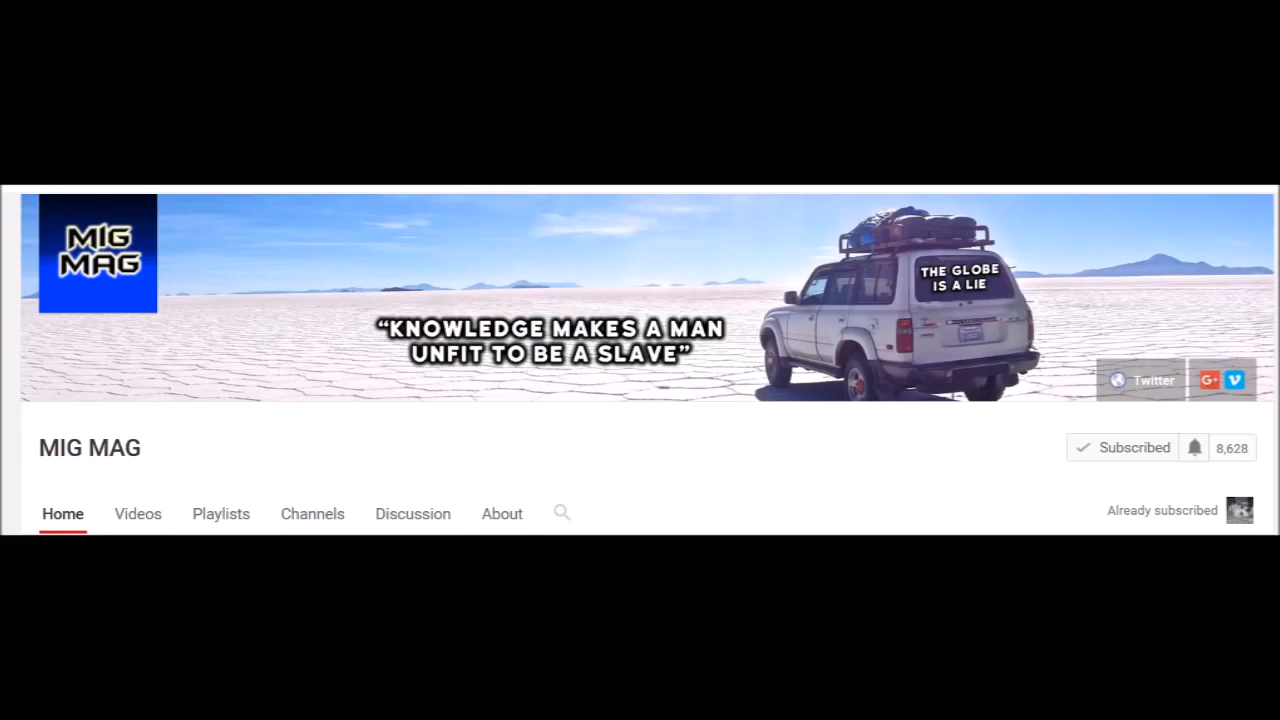 MIG
MAG
THE GLOBE
IS A LIE
“KNOWLEDGE MAKES A MAN
UNFIT TO BE A SLAVE”
Twitter
G+
MIG MAG
Subscribed
8,628
Home Videos Playlists Channels Discussion About
Already subscribed